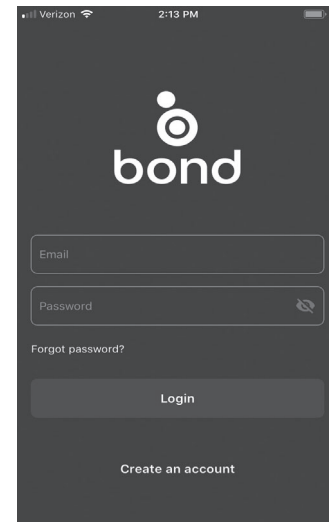 Verizon 2:13 PM
bond
Email
Password
Forgot password?
Login
Create an account